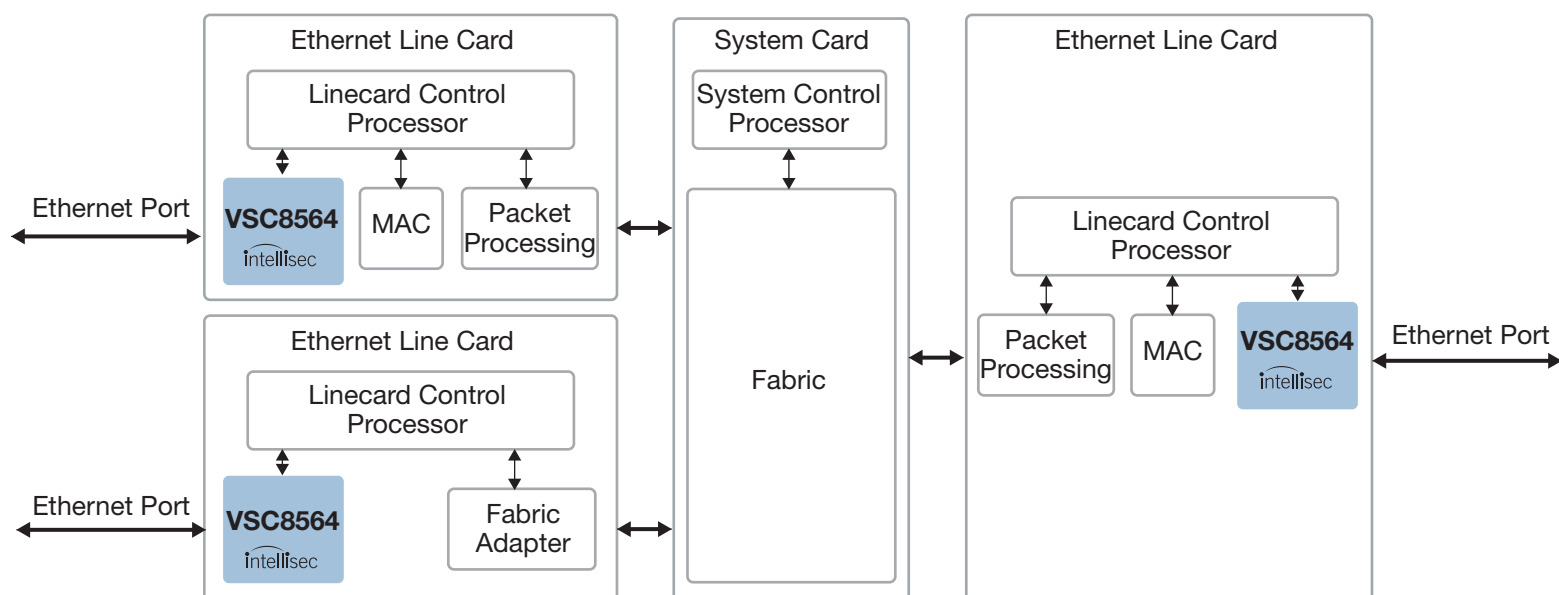 Ethernet Line Card
Linecard Control
Processor
Ethernet Port
VSC8564
intellisec
MAC
Packet
Processing
Ethernet Line Card
Linecard Control
Processor
Ethernet Port
VSC8564
intellisec
Fabric
Adapter
System Card
System Control
Processor
Fabric
Ethernet Line Card
Linecard Control
Processor
Packet
Processing
MAC
VSC8564
intellisec
Ethernet Port